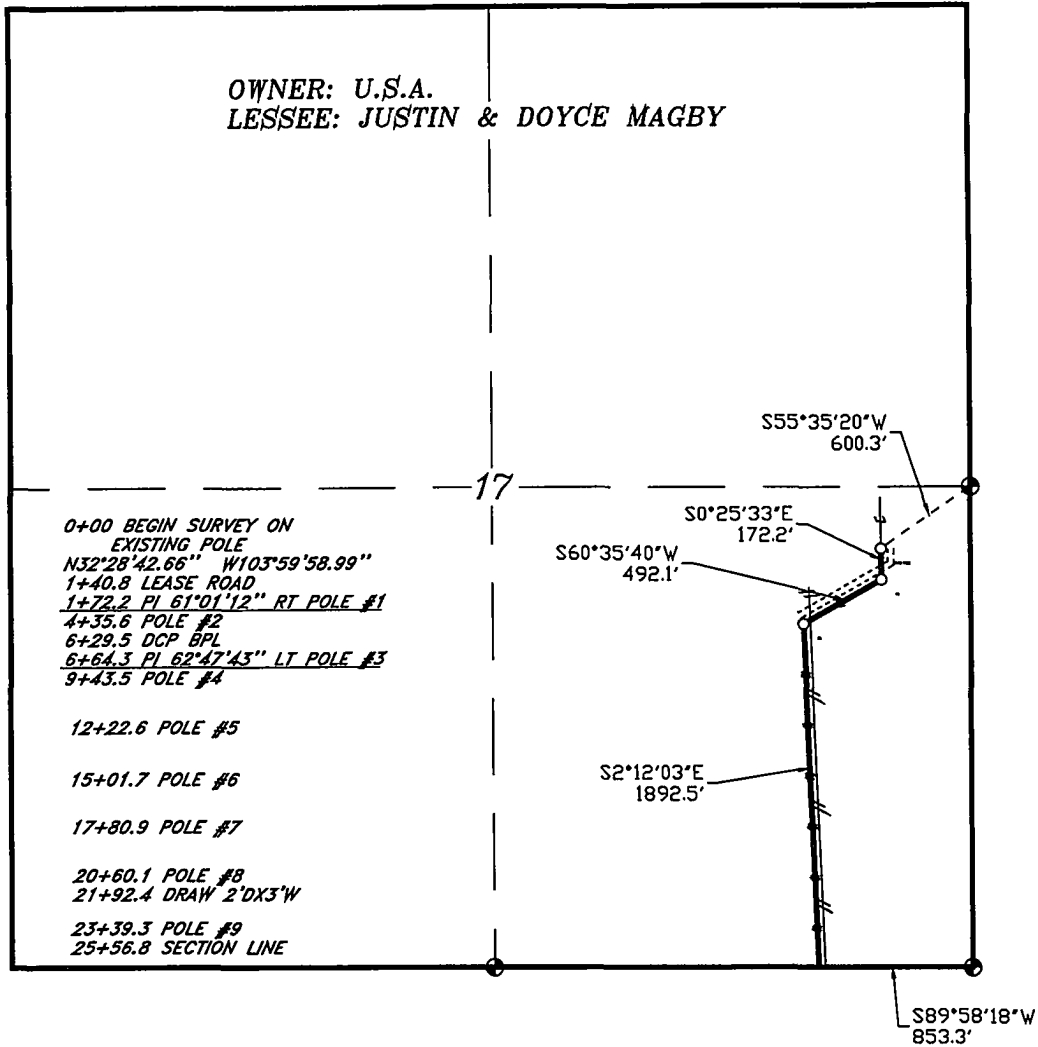 OWNER: U.S.A.
LESSEE: JUSTIN & DOYCE MAGBY
S55°35'20"W
600.3'
17
S0°25'33"E
172.2'
S60°35'40"W
492.1'
0+00 BEGIN SURVEY ON
EXISTING POLE
N32°28'42.66" W103°59'58.99"
1+40.8 LEASE ROAD
1+72.2 PI 61°01'12" RT POLE #1
4+35.6 POLE #2
6+29.5 DCP BPL
6+64.3 PI 62°47'43" LT POLE #3
9+43.5 POLE #4
12+22.6 POLE #5
15+01.7 POLE #6
17+80.9 POLE #7
20+60.1 POLE #8
21+92.4 DRAW 2'DX3'W
23+39.3 POLE #9
25+56.8 SECTION LINE
S2°12'03"E
1892.5'
S89°58'18"W
853.3'